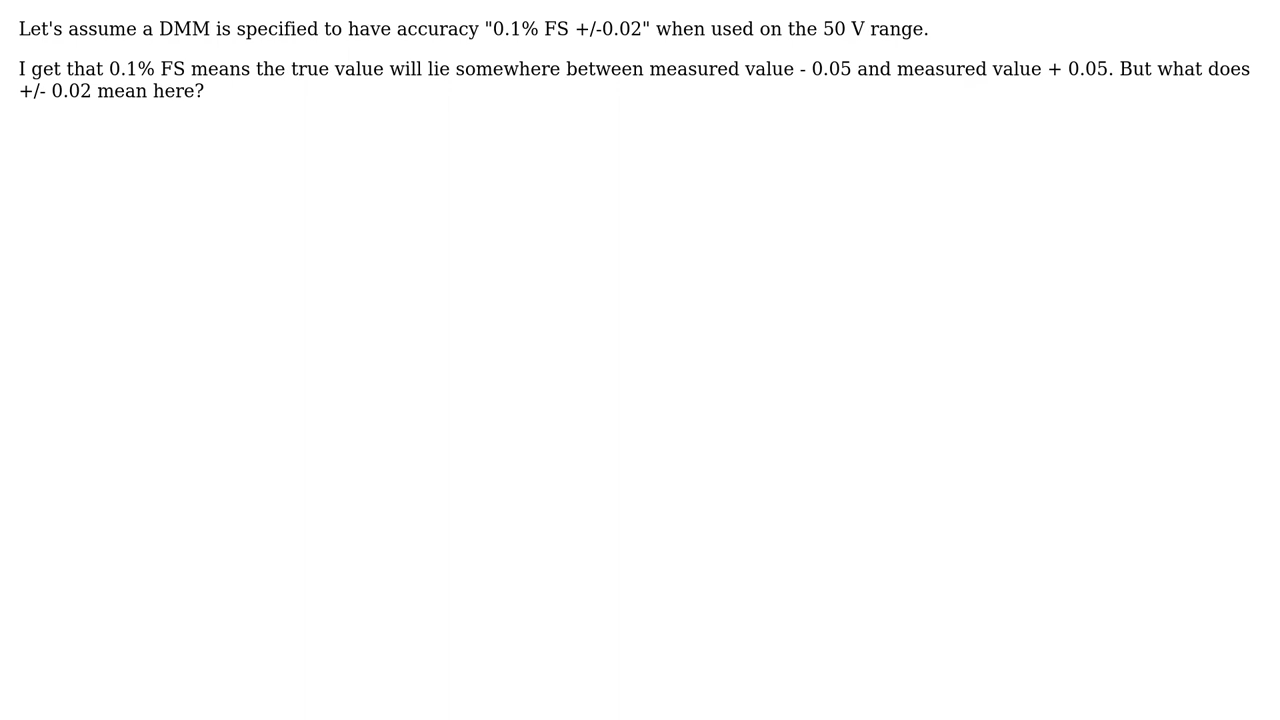 Let's assume a DMM is specified to have accuracy "0.1% FS +/-0.02" when used on the 50 V range.
I get that 0.1% FS means the true value will lie somewhere between measured value - 0.05 and measured value + 0.05. But what does
+/- 0.02 mean here?